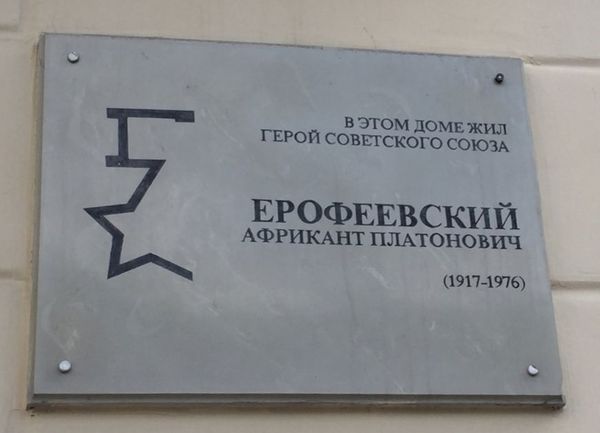 В ЭТОМ ДОМЕ ЖИЛ
ГЕРОЙ СОВЕТСКОГО СОЮЗА
ЕРОФЕЕВСКИЙ
АФРИКАНТ ПЛАТОНОВИЧ
(1917-1976)